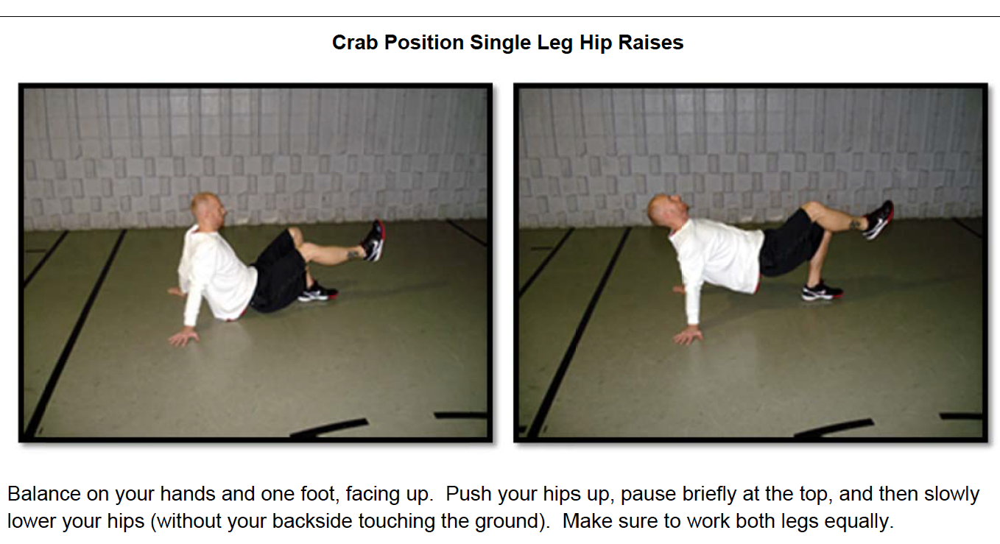 Crab Position Single Leg Hip Raises
Balance on your hands and one foot, facing up.  Push your hips up, pause briefly at the top, and then slowly
lower your hips (without your backside touching the ground).  Make sure to work both legs equally.